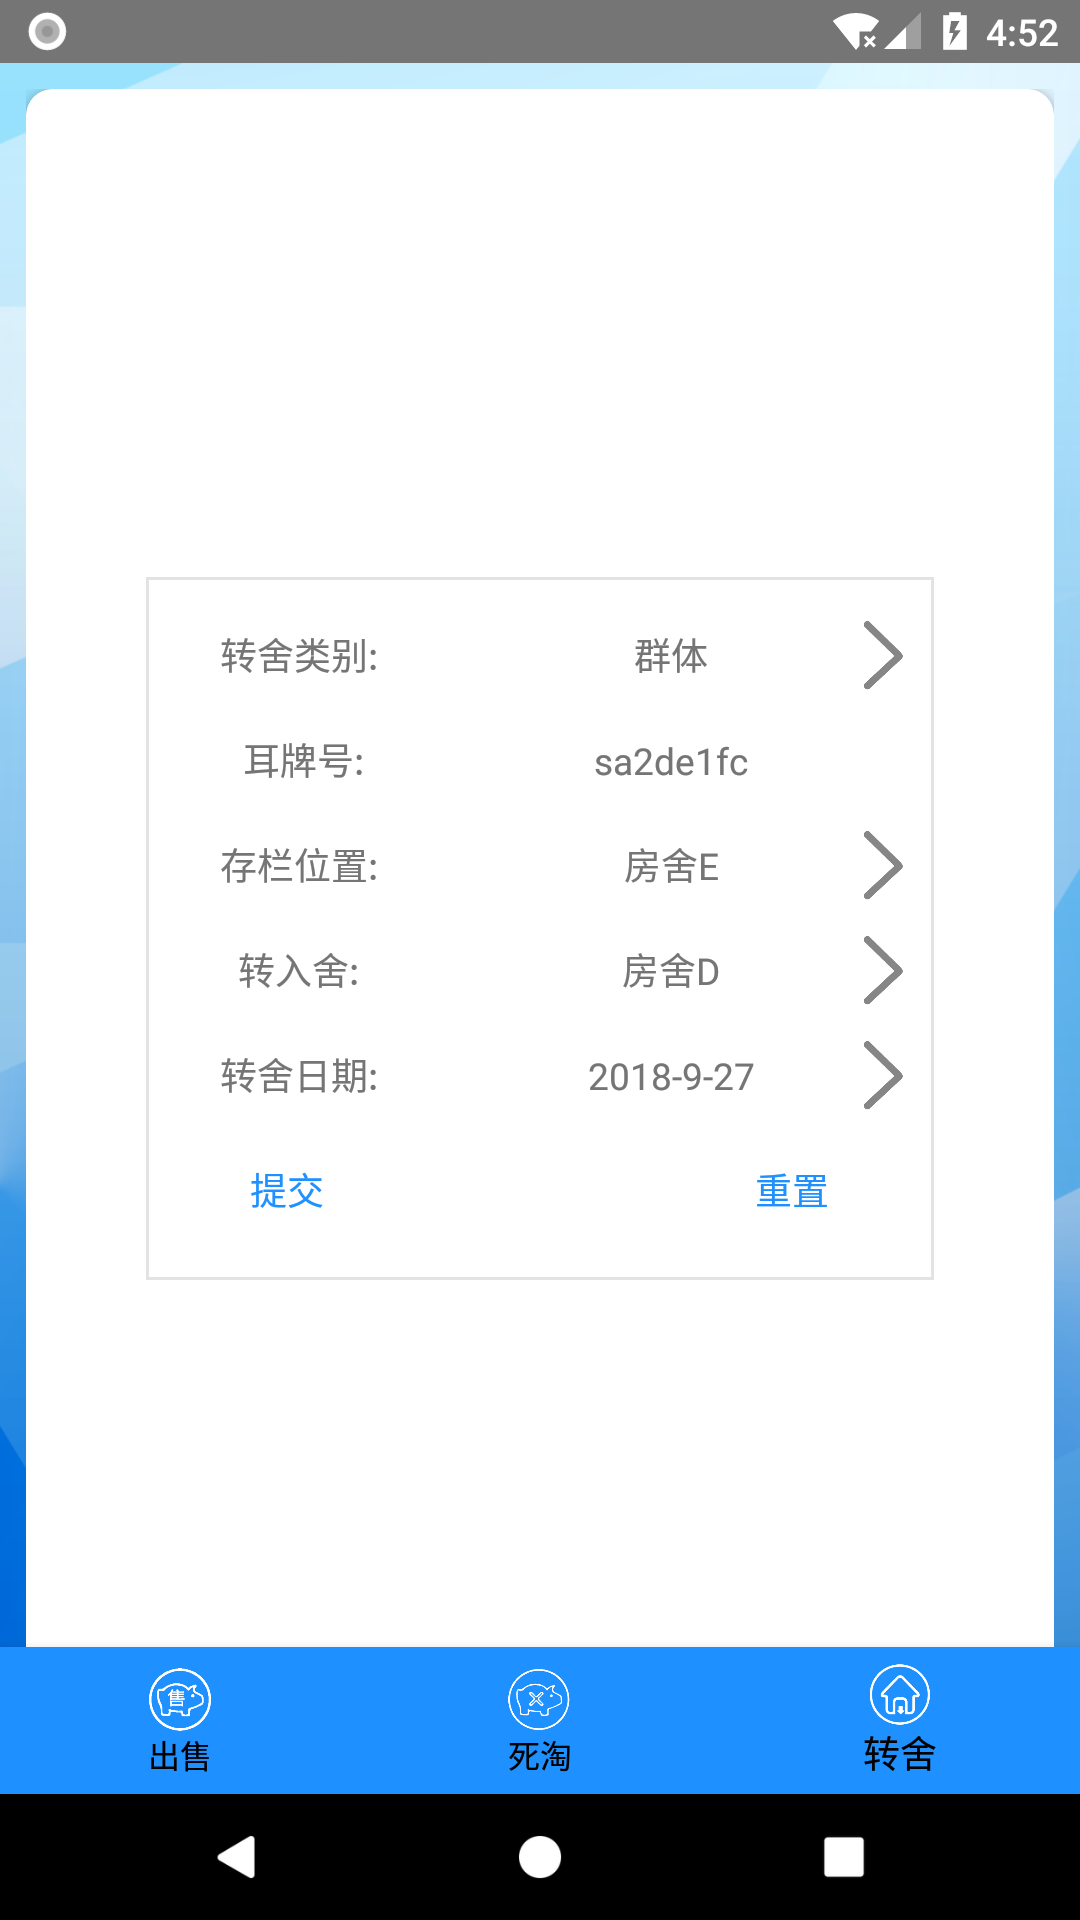 4:52
转舍类别: 群体
耳牌号: sa2de1fc
存栏位置: 房舍E
转入舍: 房舍D
转舍日期: 2018-9-27
提交 重置
售
出售 死淘 转舍